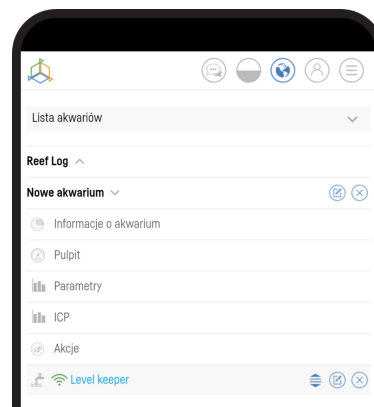 Lista akwariów
Reef Log
Nowe akwarium
Informacje o akwarium
Pulpit
Parametry
ICP
Akcje
Level keeper